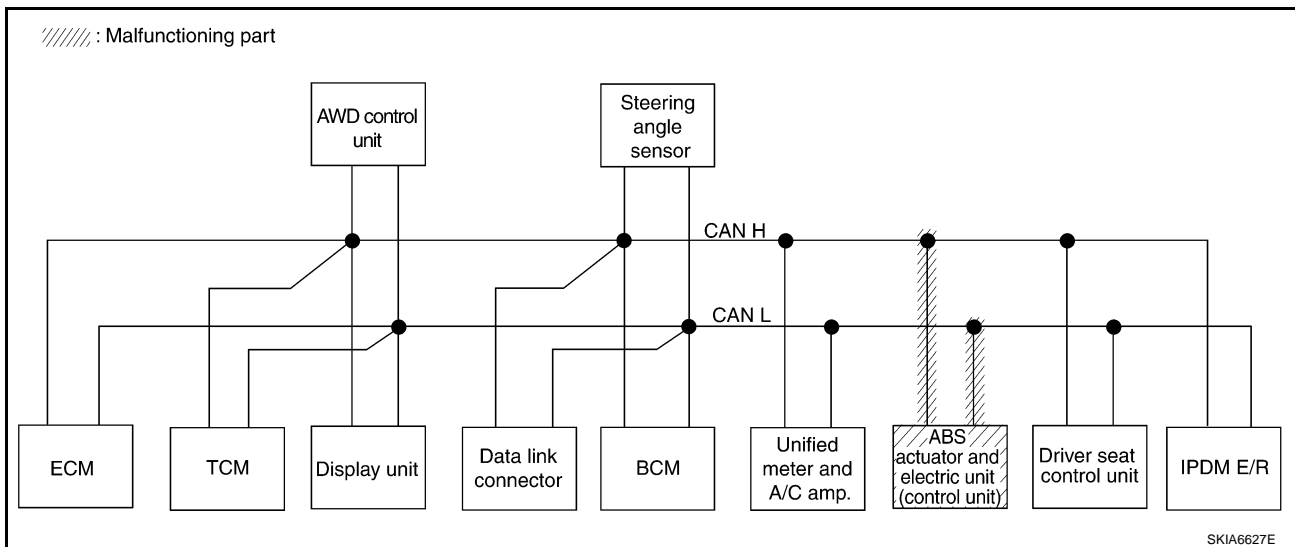 : Malfunctioning part
AWD control
unit
Steering
angle
sensor
CAN H
CAN L
ECM
TCM
Display unit
Data link
connector
BCM
Unified
meter and
A/C amp.
ABS
actuator and
electric unit
(control unit)
Driver seat
control unit
IPDM E/R
SKIA6627E